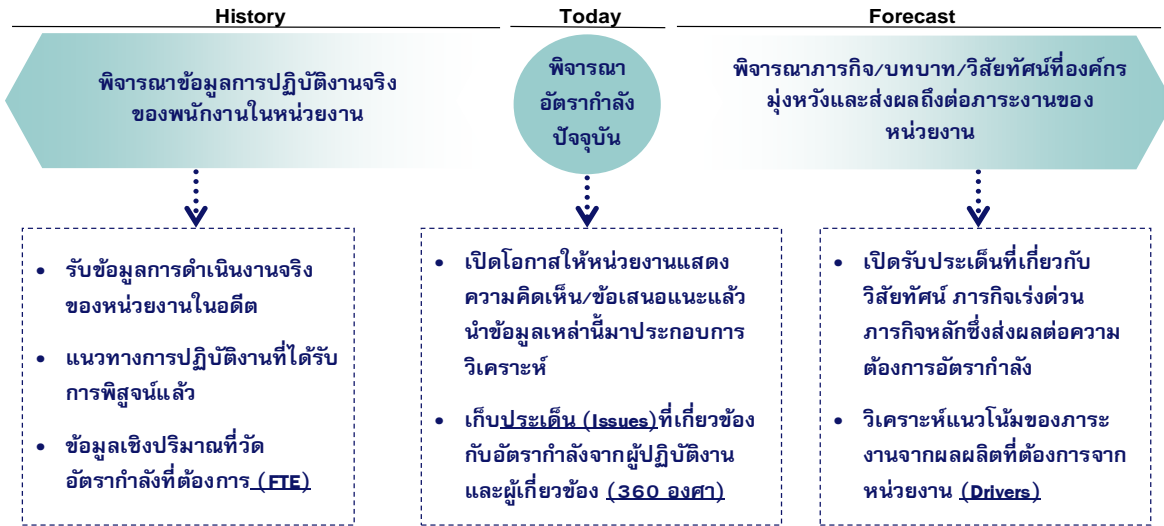 History
Today
Forecast
พิจารณาข้อมูลการปฏิบัติงานจริง
ของพนักงานในหน่วยงาน
พิจารณา
อัตรากำลัง
ปัจจุบัน
พิจารณาภารกิจ/บทบาท/วิสัยทัศน์ที่องค์กร
มุ่งหวังและส่งผลถึงต่อภาระงานของ
หน่วยงาน
• รับข้อมูลการดำเนินงานจริง
ของหน่วยงานในอดีต
• แนวทางการปฏิบัติงานที่ได้รับ
การพิสูจน์แล้ว
• ข้อมูลเชิงปริมาณที่วัด
อัตรากำลังที่ต้องการ (FTE)
• เปิดโอกาสให้หน่วยงานแสดง
ความคิดเห็น/ข้อเสนอแนะแล้ว
นำข้อมูลเหล่านี้มาประกอบการ
วิเคราะห์
• เก็บประเด็น (Issues)ที่เกี่ยวข้อง
กับอัตรากำลังจากผู้ปฏิบัติงาน
และผู้เกี่ยวข้อง (360 องศา)
• เปิดรับประเด็นที่เกี่ยวกับ
วิสัยทัศน์ ภารกิจเร่งด่วน
ภารกิจหลักซึ่งส่งผลต่อความ
ต้องการอัตรากำลัง
• วิเคราะห์แนวโน้มของภาระ
งานจากผลผลิตที่ต้องการจาก
หน่วยงาน (Drivers)